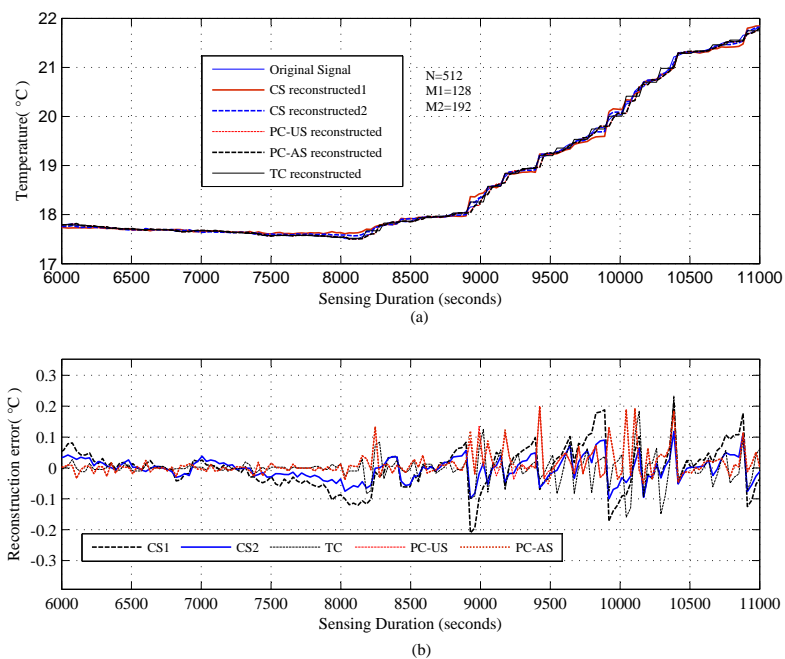 22
21
20
19
18
17
Temperature( °C)
Original Signal
CS reconstructed1
CS reconstructed2
PC-US reconstructed
PC-AS reconstructed
TC reconstructed
N=512
M1=128
M2=192
6000 6500 7000 7500 8000 8500 9000 9500 10000 10500 11000
Sensing Duration (seconds)
(a)
0.3
0.2
0.1
0
-0.1
-0.2
-0.3
Reconstruction error( °C )
CS1 CS2 TC PC-US PC-AS
6000 6500 7000 7500 8000 8500 9000 9500 10000 10500 11000
Sensing Duration (seconds)
(b)